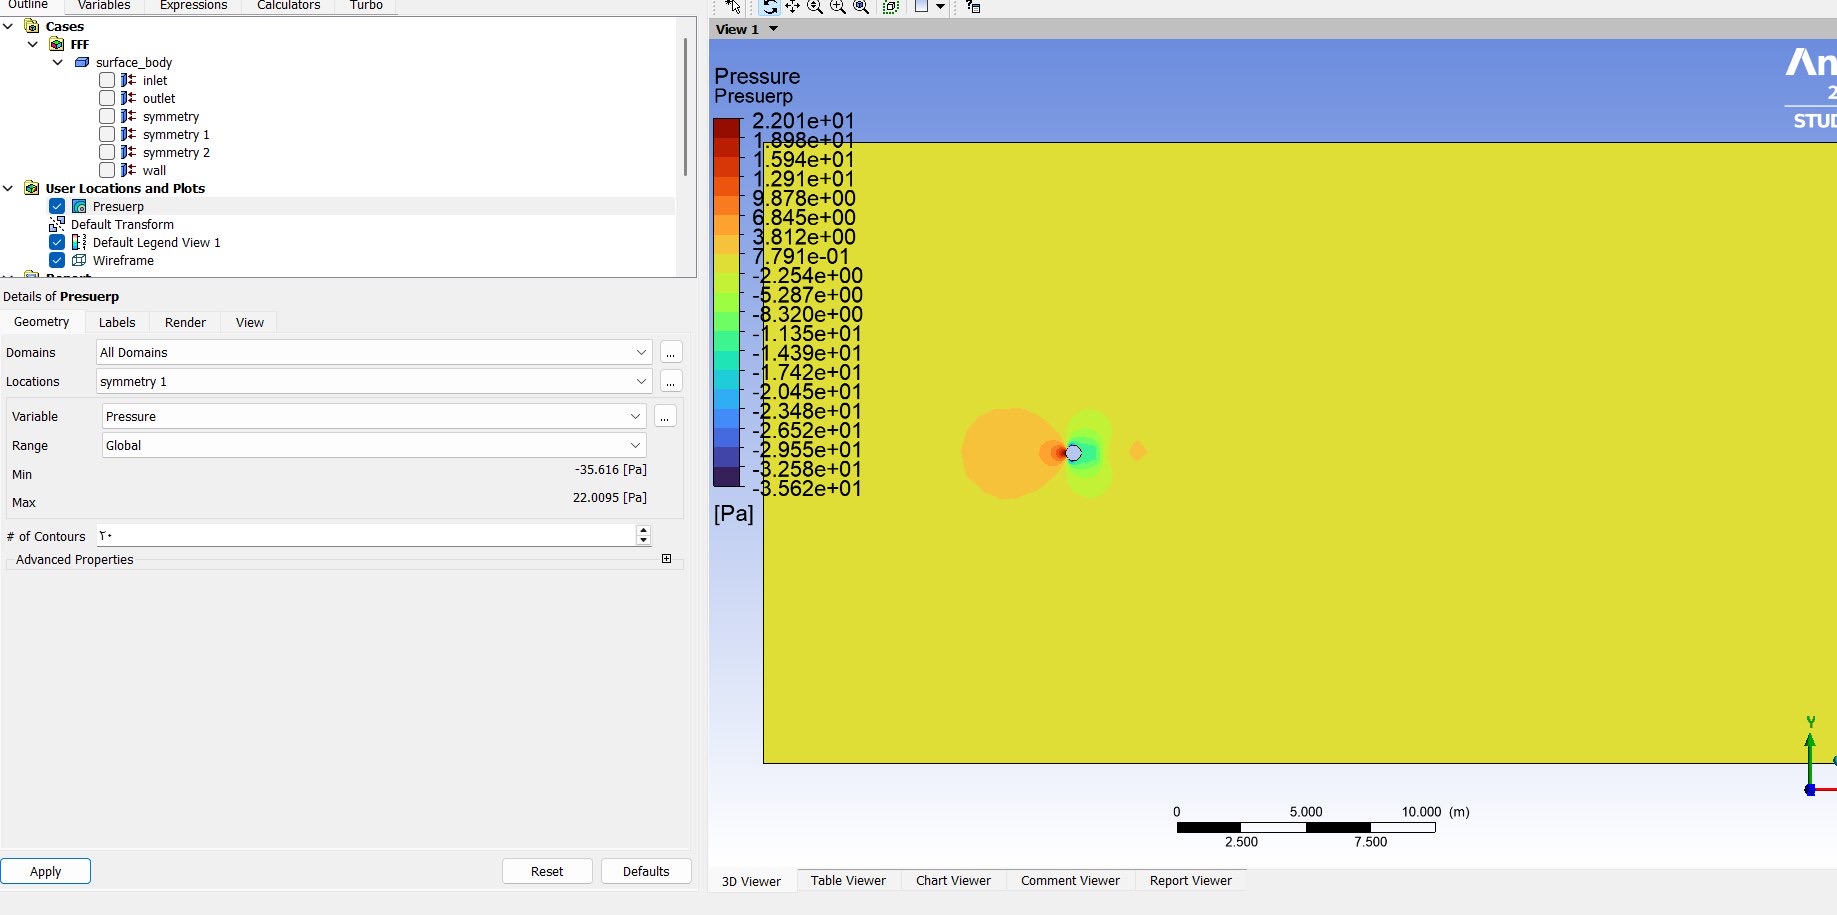 Outline Variables Expressions Calculators Turbo
Cases
FFF
surface_body
inlet
outlet
symmetry
symmetry 1
symmetry 2
wall
User Locations and Plots
Presuerp
Default Transform
Default Legend View 1
Wireframe
Report
Details of Presuerp
Geometry Labels Render View
Domains All Domains ...
Locations symmetry 1 ...
Variable Pressure ...
Range Global
Min -35.616 [Pa]
Max 22.0095 [Pa]
# of Contours ٢٠
Advanced Properties
Apply Reset Defaults
View 1
Pressure
Presuerp
2.201e+01
1.898e+01
1.594e+01
1.291e+01
9.878e+00
6.845e+00
3.812e+00
7.791e-01
-2.254e+00
-5.287e+00
-8.320e+00
-1.135e+01
-1.439e+01
-1.742e+01
-2.045e+01
-2.348e+01
-2.652e+01
-2.955e+01
-3.258e+01
-3.562e+01
[Pa]
An
2
STUD
Y
0 5.000 10.000 (m)
2.500 7.500
3D Viewer Table Viewer Chart Viewer Comment Viewer Report Viewer